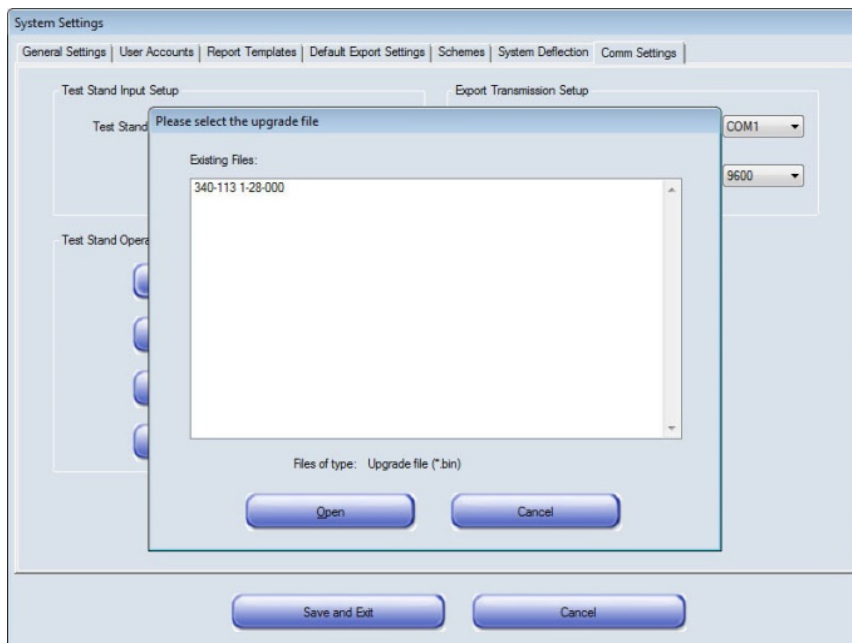 System Settings
General Settings
User Accounts
Report Templates
Default Export Settings
Schemes
System Deflection
Comm Settings
Test Stand Input Setup
Export Transmission Setup
Test Stand
COM1
9600
Test Stand Opera
Please select the upgrade file
Existing Files:
340-113 1-28-000
Files of type: Upgrade file (*.bin)
Open
Cancel
Save and Exit
Cancel